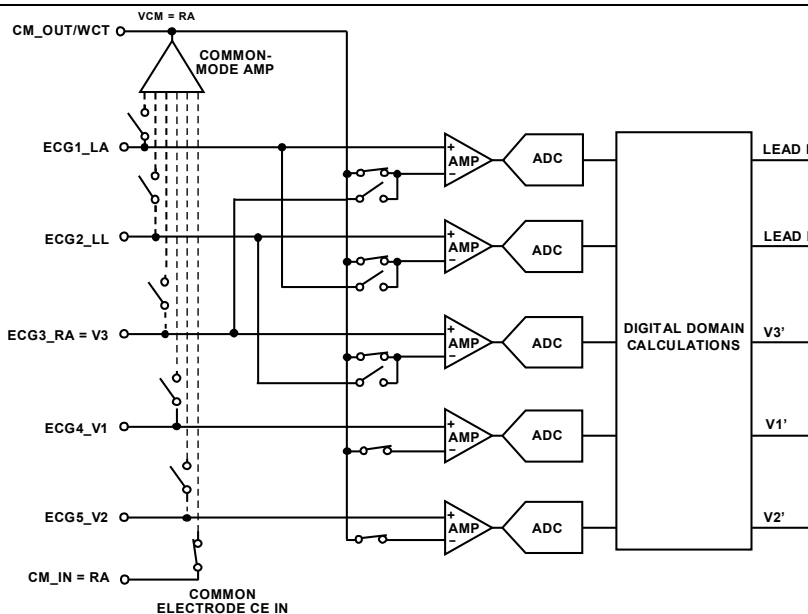 VCM = RA
CM_OUT/WCT
COMMON-
MODE AMP
ECG1_LA
+
AMP
–
ADC
LEAD I
ECG2_LL
+
AMP
–
ADC
LEAD I
ECG3_RA = V3
+
AMP
–
ADC
DIGITAL DOMAIN
CALCULATIONS
V3’
ECG4_V1
+
AMP
–
ADC
V1’
ECG5_V2
+
AMP
–
ADC
V2’
CM_IN = RA
COMMON
ELECTRODE CE IN